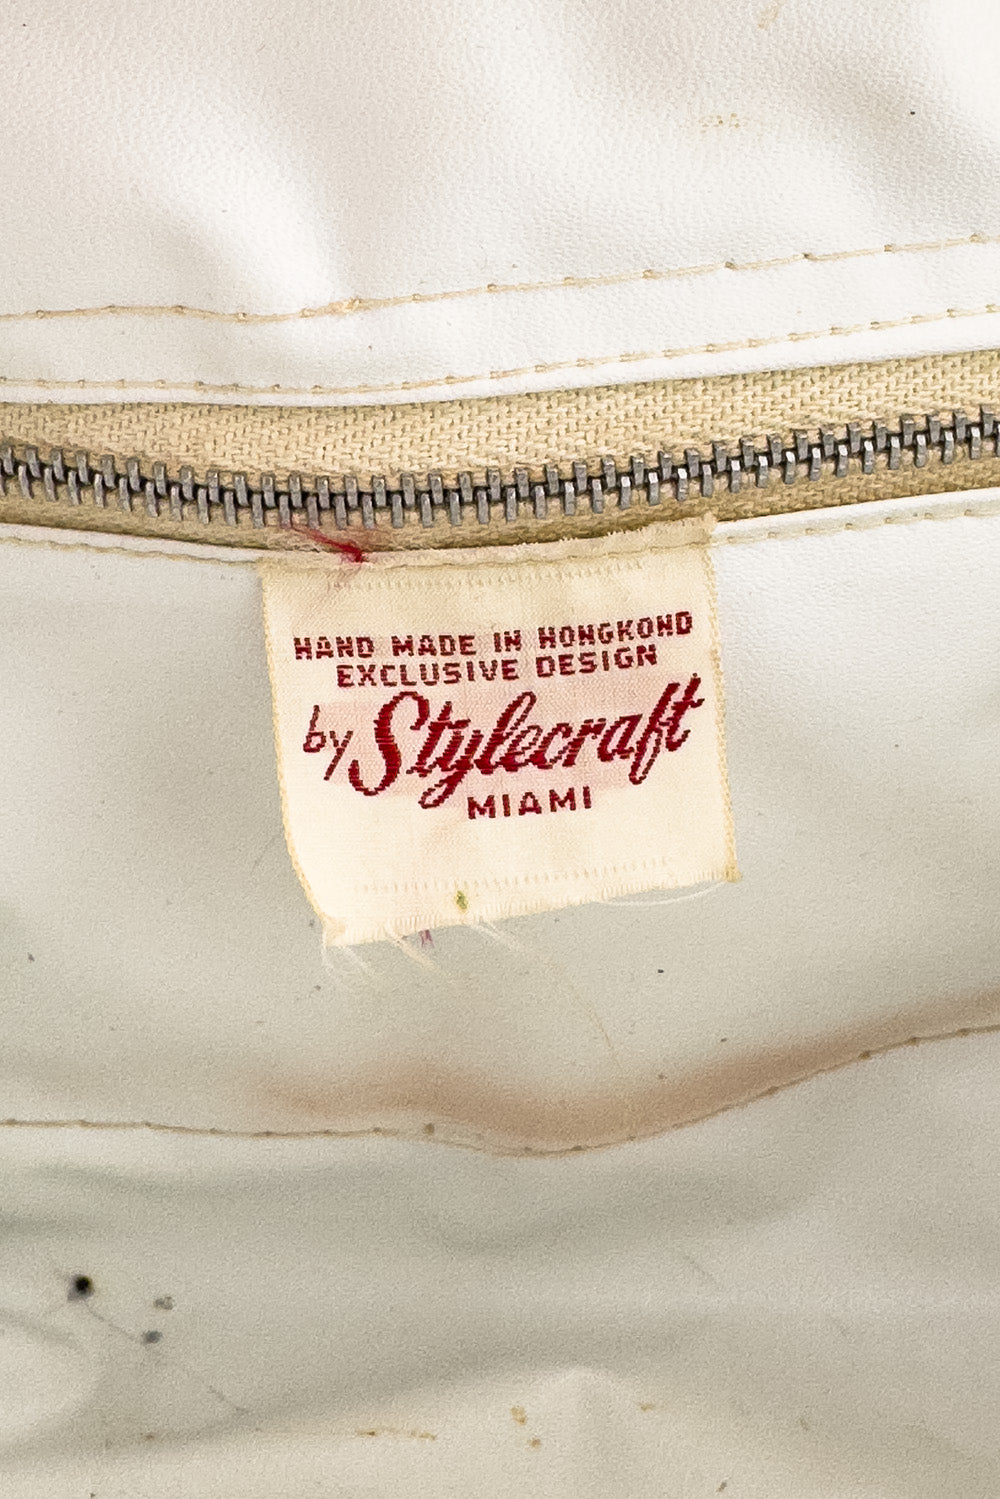 HAND MADE IN HONGKOND
EXCLUSIVE DESIGN
by Stylecraft
MIAMI